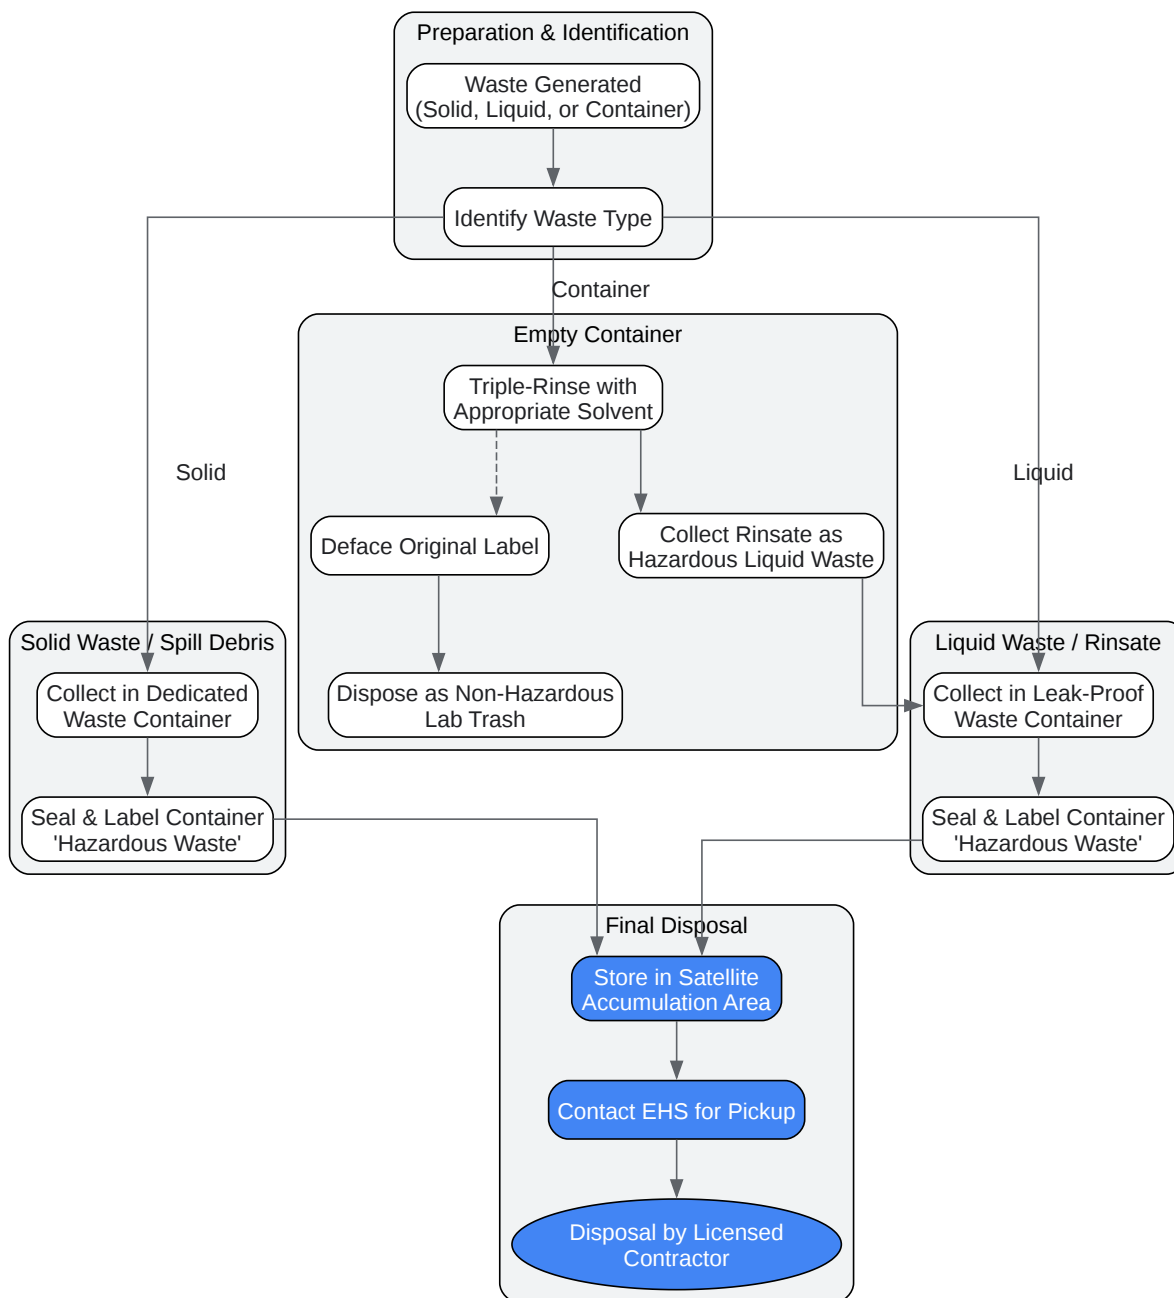 Preparation & Identification
Waste Generated
(Solid, Liquid, or Container)
Identify Waste Type
Container
Empty Container
Triple-Rinse with
Appropriate Solvent
Solid
Liquid
Deface Original Label
Collect Rinsate as
Hazardous Liquid Waste
Solid Waste / Spill Debris
Liquid Waste / Rinsate
Collect in Dedicated
Waste Container
Dispose as Non-Hazardous
Lab Trash
Collect in Leak-Proof
Waste Container
Seal & Label Container
'Hazardous Waste'
Seal & Label Container
'Hazardous Waste'
Final Disposal
Store in Satellite
Accumulation Area
Contact EHS for Pickup
Disposal by Licensed
Contractor